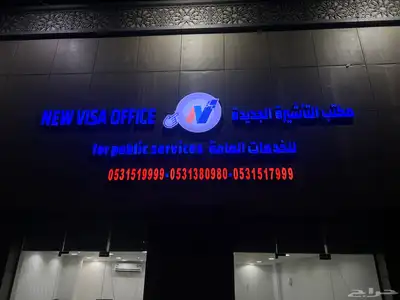 NEW VISA OFFICE مكتب التأشيرة الجديدة
for public services للخدمات العامة
0531519999 - 0531380980 - 0531517999
حراج